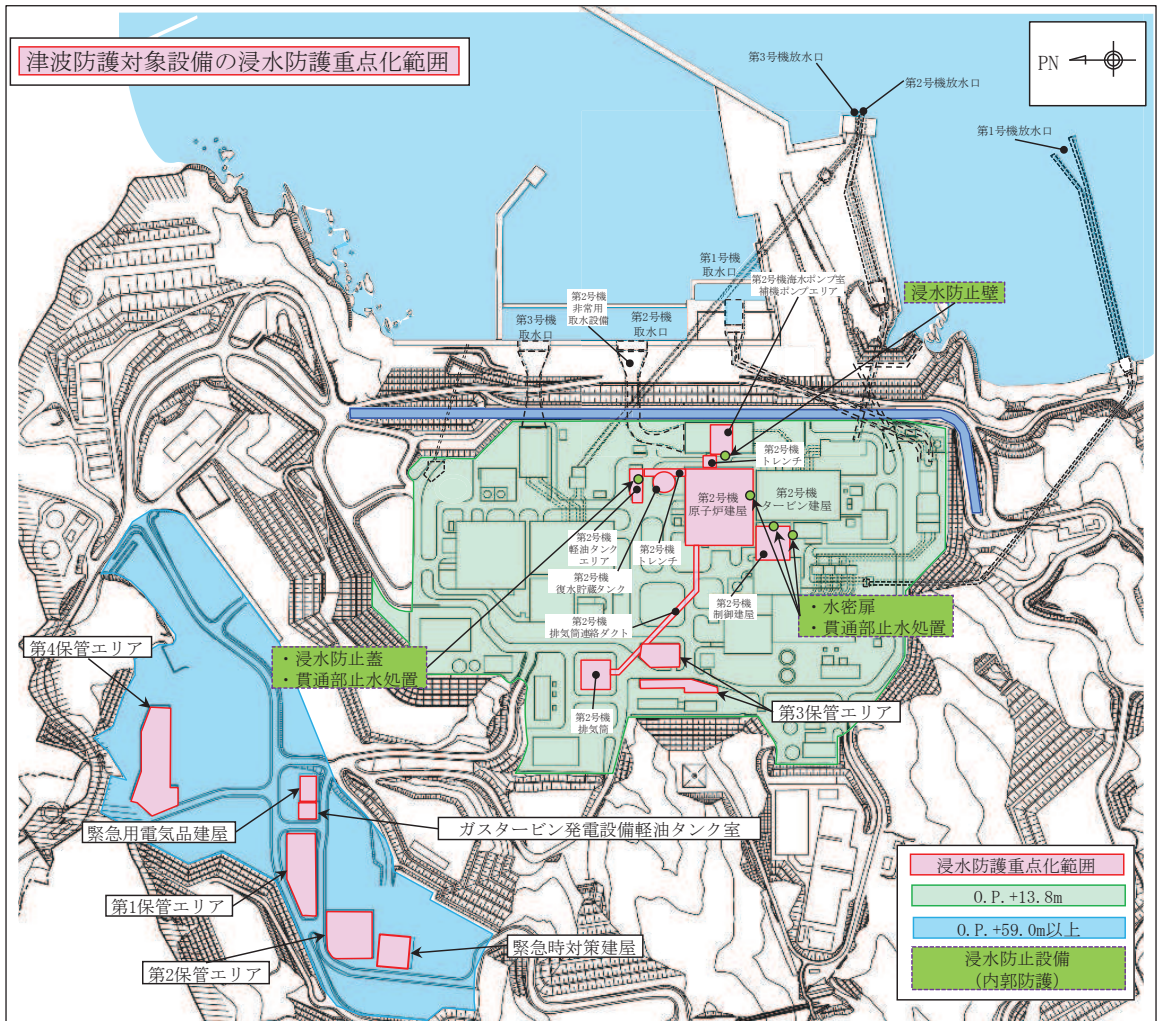 津波防護対象設備の浸水防護重点化範囲
PN
第3号機放水口
第2号機放水口
第1号機放水口
第1号機
取水口
第2号機海水ポンプ室
補機ポンプエリア
浸水防止壁
第2号機
非常用
取水設備
第3号機
取水口
第2号機
取水口
第2号機
トレンチ
第2号機
原子炉建屋
第2号機
タービン建屋
第2号機
軽油タンク
エリア
第2号機
トレンチ
第2号機
復水貯蔵タンク
第2号機
制御建屋
・水密扉
・貫通部止水処置
第2号機
排気筒連絡ダクト
・浸水防止蓋
・貫通部止水処置
第4保管エリア
第2号機
排気筒
第3保管エリア
緊急用電気品建屋
ガスタービン発電設備軽油タンク室
第1保管エリア
第2保管エリア
緊急時対策建屋
浸水防護重点化範囲
O.P.+13.8m
O.P.+59.0m以上
浸水防止設備
(内郭防護)